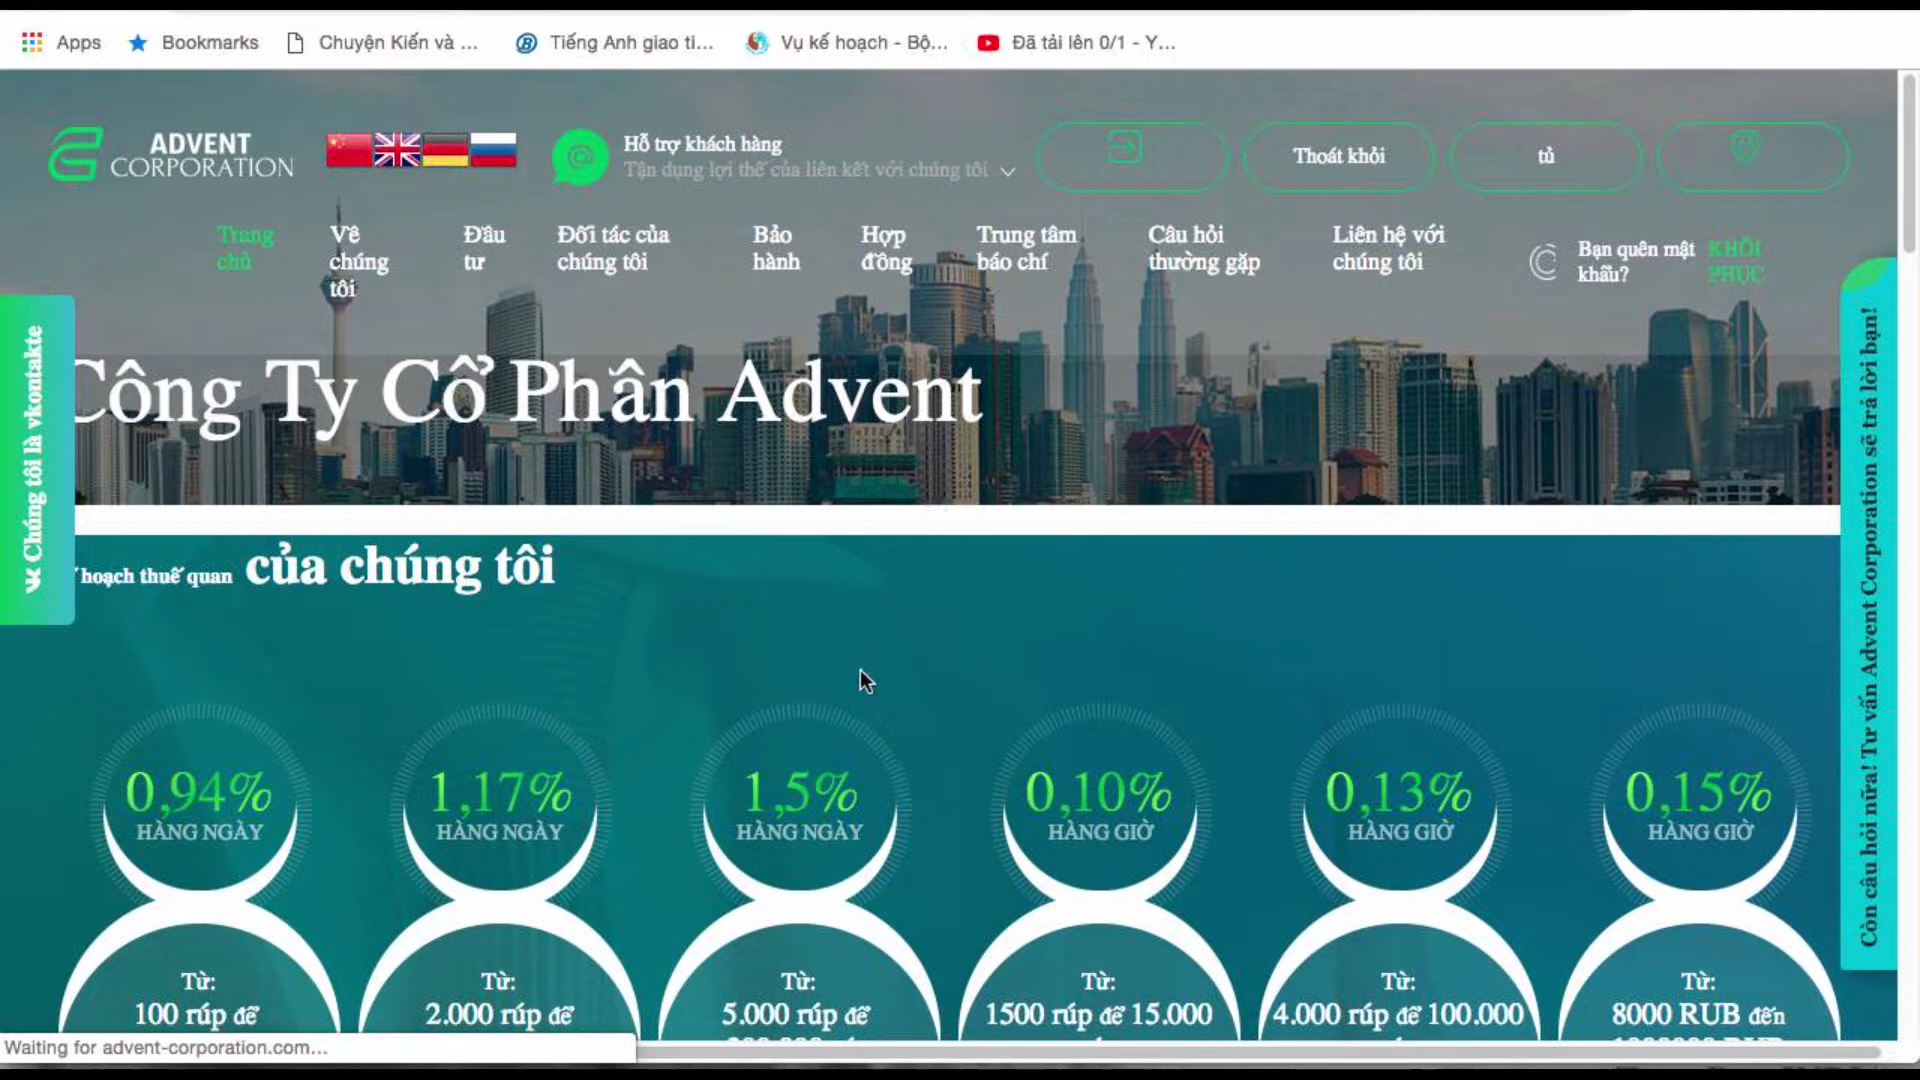 Apps Bookmarks Chuyện Kiến và ... Tiếng Anh giao ti... Vụ kế hoạch - Bộ... Đã tải lên 0/1 - Y...
ADVENT
CORPORATION
Hỗ trợ khách hàng
Tận dụng lợi thế của liên kết với chúng tôi
Thoát khỏi
tủ
Trang
chủ
Về
chúng
tôi
Đầu
tư
Đối tác của
chúng tôi
Bảo
hành
Hợp
đồng
Trung tâm
báo chí
Câu hỏi
thường gặp
Liên hệ với
chúng tôi
Bạn quên mật
khẩu?
KHÔI
PHỤC
Chúng tôi là vkontakte
Công Ty Cổ Phần Advent
hoạch thuế quan của chúng tôi
Còn câu hỏi nữa! Tư vấn Advent Corporation sẽ trả lời bạn!
0,94%
HÀNG NGÀY
1,17%
HÀNG NGÀY
1,5%
HÀNG NGÀY
0,10%
HÀNG GIỜ
0,13%
HÀNG GIỜ
0,15%
HÀNG GIỜ
Từ:
100 rúp để
Từ:
2.000 rúp để
Từ:
5.000 rúp để
Từ:
1500 rúp để 15.000
Từ:
4.000 rúp để 100.000
Từ:
8000 RUB đến
Waiting for advent-corporation.com...